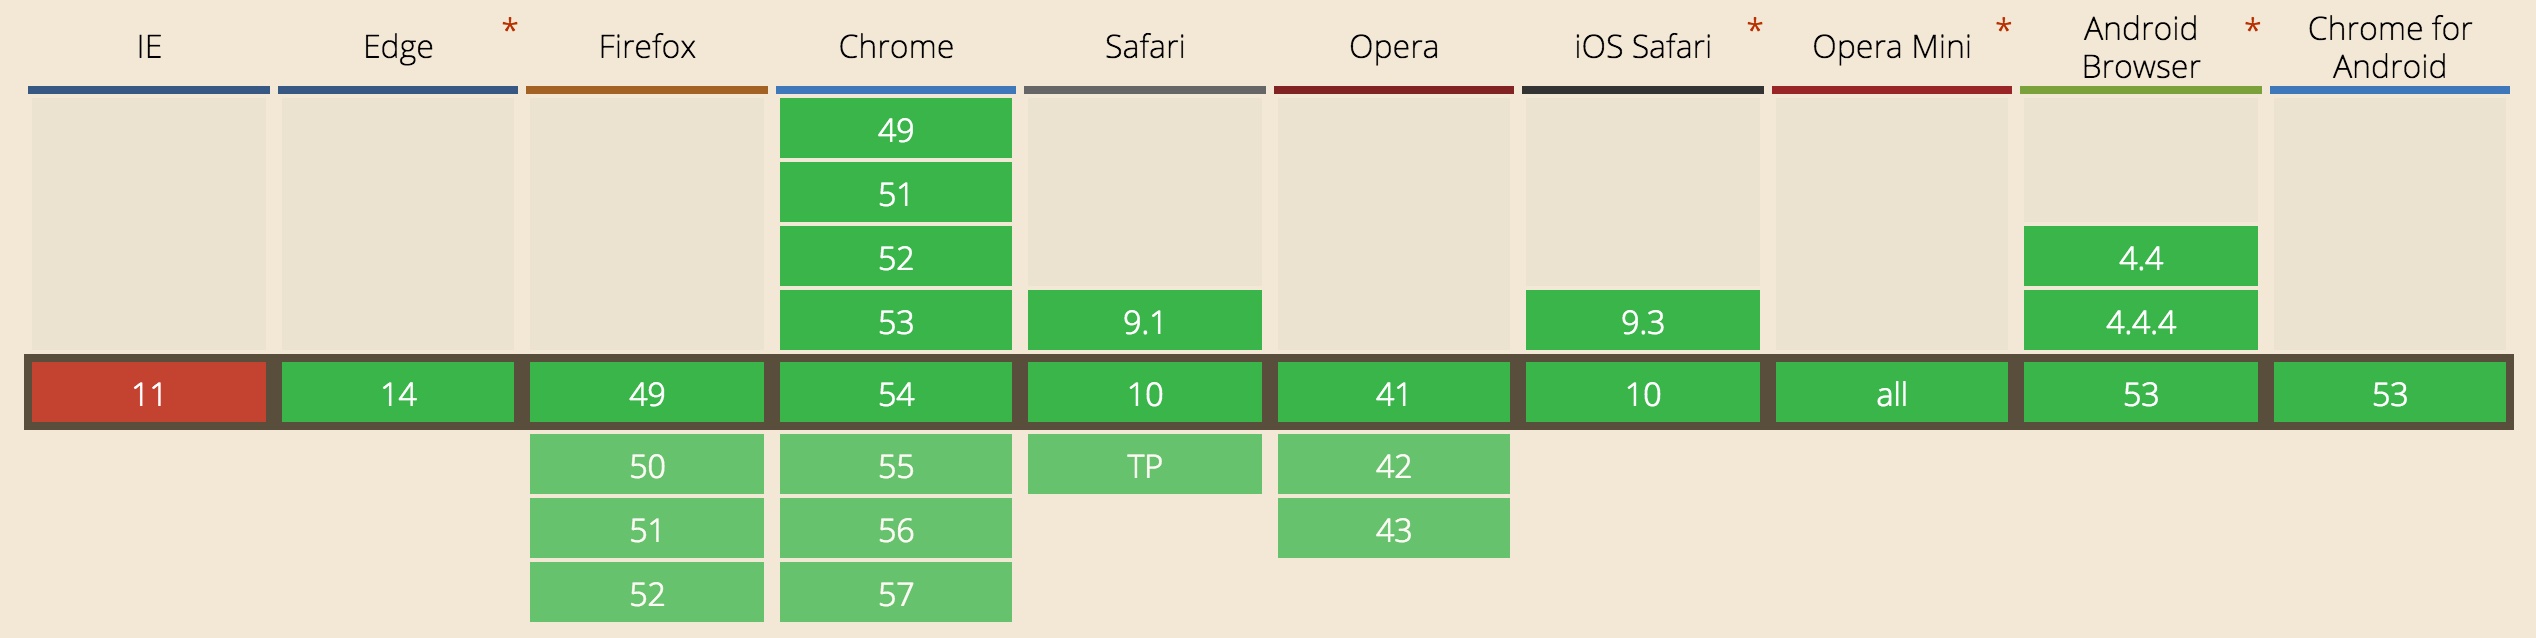 IE Edge * Firefox Chrome Safari Opera iOS Safari * Opera Mini * Android Browser * Chrome for Android
49
51
52 4.4
53 9.1 9.3 4.4.4
11 14 49 54 10 41 10 all 53 53
50 55 TP 42
51 56 43
52 57